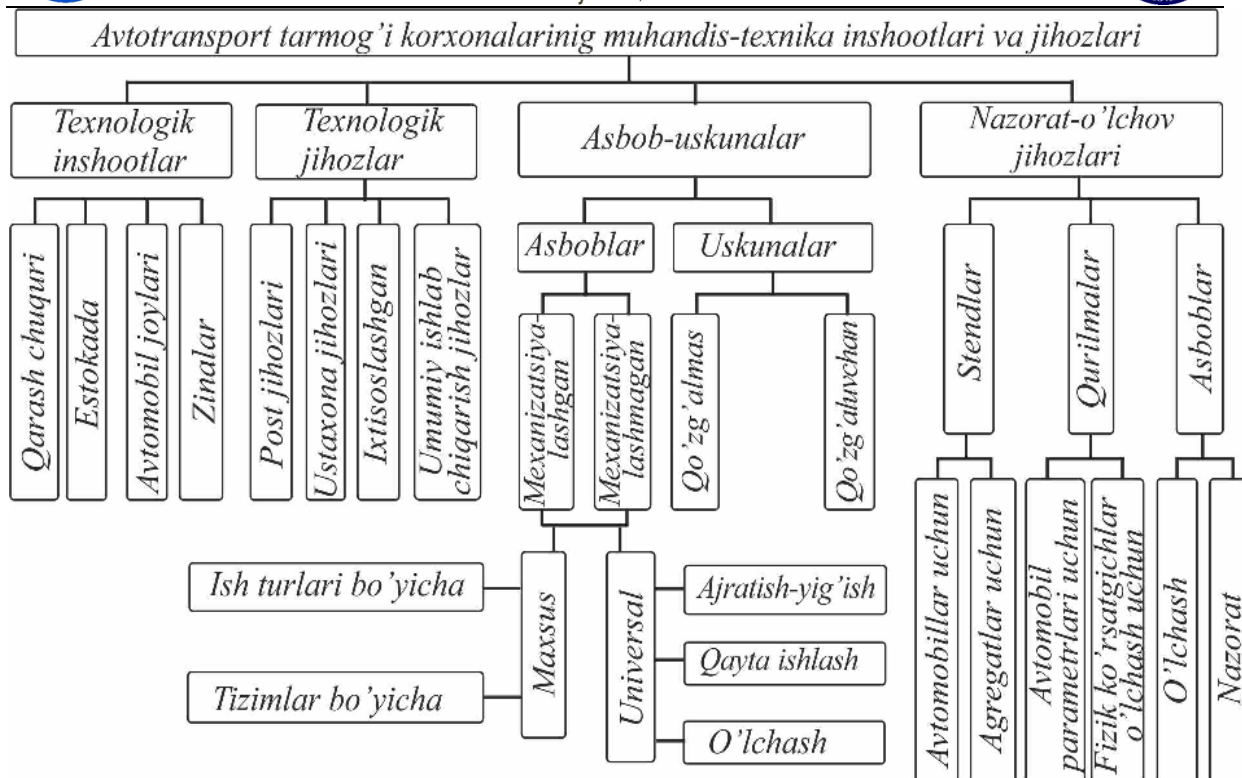 Avtotransport tarmog'i korxonalarinig muhandis-texnika inshootlari va jihozlari
Texnologik
inshootlar
Texnologik
jihozlar
Asbob-uskunalar
Nazorat-o'lchov
jihozlari
Qarash chuquri
Estokada
Avtomobil joylari
Zinalar
Post jihozlari
Ustaxona jihozlari
Ixtisoslashgan
Umumiy ishlab
chiqarish jihozlar
Asboblar
Uskunalar
Mexanizatsiya-
lashgan
Mexanizatsiya-
lashmagan
Qo'zg'almas
Qo'zg'aluvchan
Stendlar
Qurilmalar
Asboblar
Maxsus
Universal
Ish turlari bo'yicha
Tizimlar bo'yicha
Ajratish-yig'ish
Qayta ishlash
O'lchash
Avtomobillar uchun
Agregatlar uchun
Avtomobil
parametrlari uchun
Fizik ko'rsatgichlar
o'lchash uchun
O'lchash
Nazorat